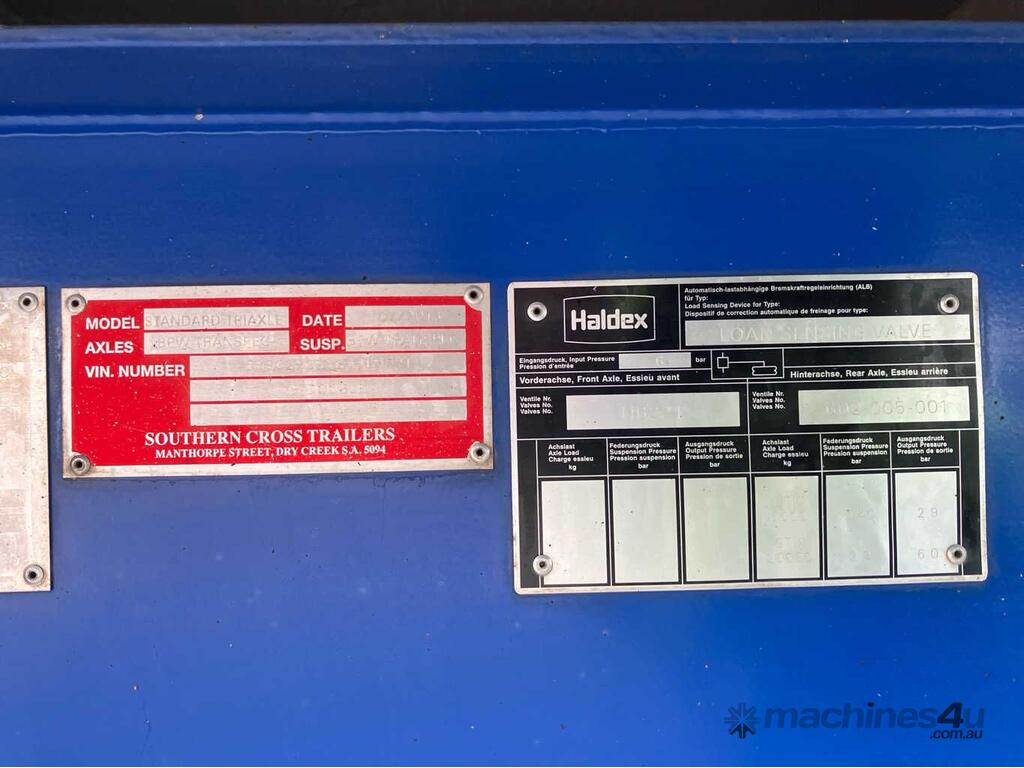 MODEL STANDARD TRIAXLE DATE
AXLES SUSP.
VIN. NUMBER
SOUTHERN CROSS TRAILERS
MANTHORPE STREET, DRY CREEK S.A. 5094
Haldex
Automatisch-lastabhängige Bremskraftregeleinrichtung (ALB)
für Typ:
Load Sensing Device for Type:
Dispositif de correction automatique de freinage pour type:
LOAD SENSING VALVE
Eingangsdruck, Input Pressure bar
Pression d'entrée
Vorderachse, Front Axle, Essieu avant
Hinterachse, Rear Axle, Essieu arrière
Ventile Nr.
Valves No.
Valves No.
Ventile Nr.
Valves No.
Valves No.
602 005 001
Achslast
Axle Load
Charge essieu
kg
Federungsdruck
Suspension Pressure
Pression suspension
bar
Ausgangsdruck
Output Pressure
Pression de sortie
bar
Achslast
Axle Load
Charge essieu
kg
Federungsdruck
Suspension Pressure
Pression suspension
bar
Ausgangsdruck
Output Pressure
Pression de sortie
bar
machines4u
.com.au